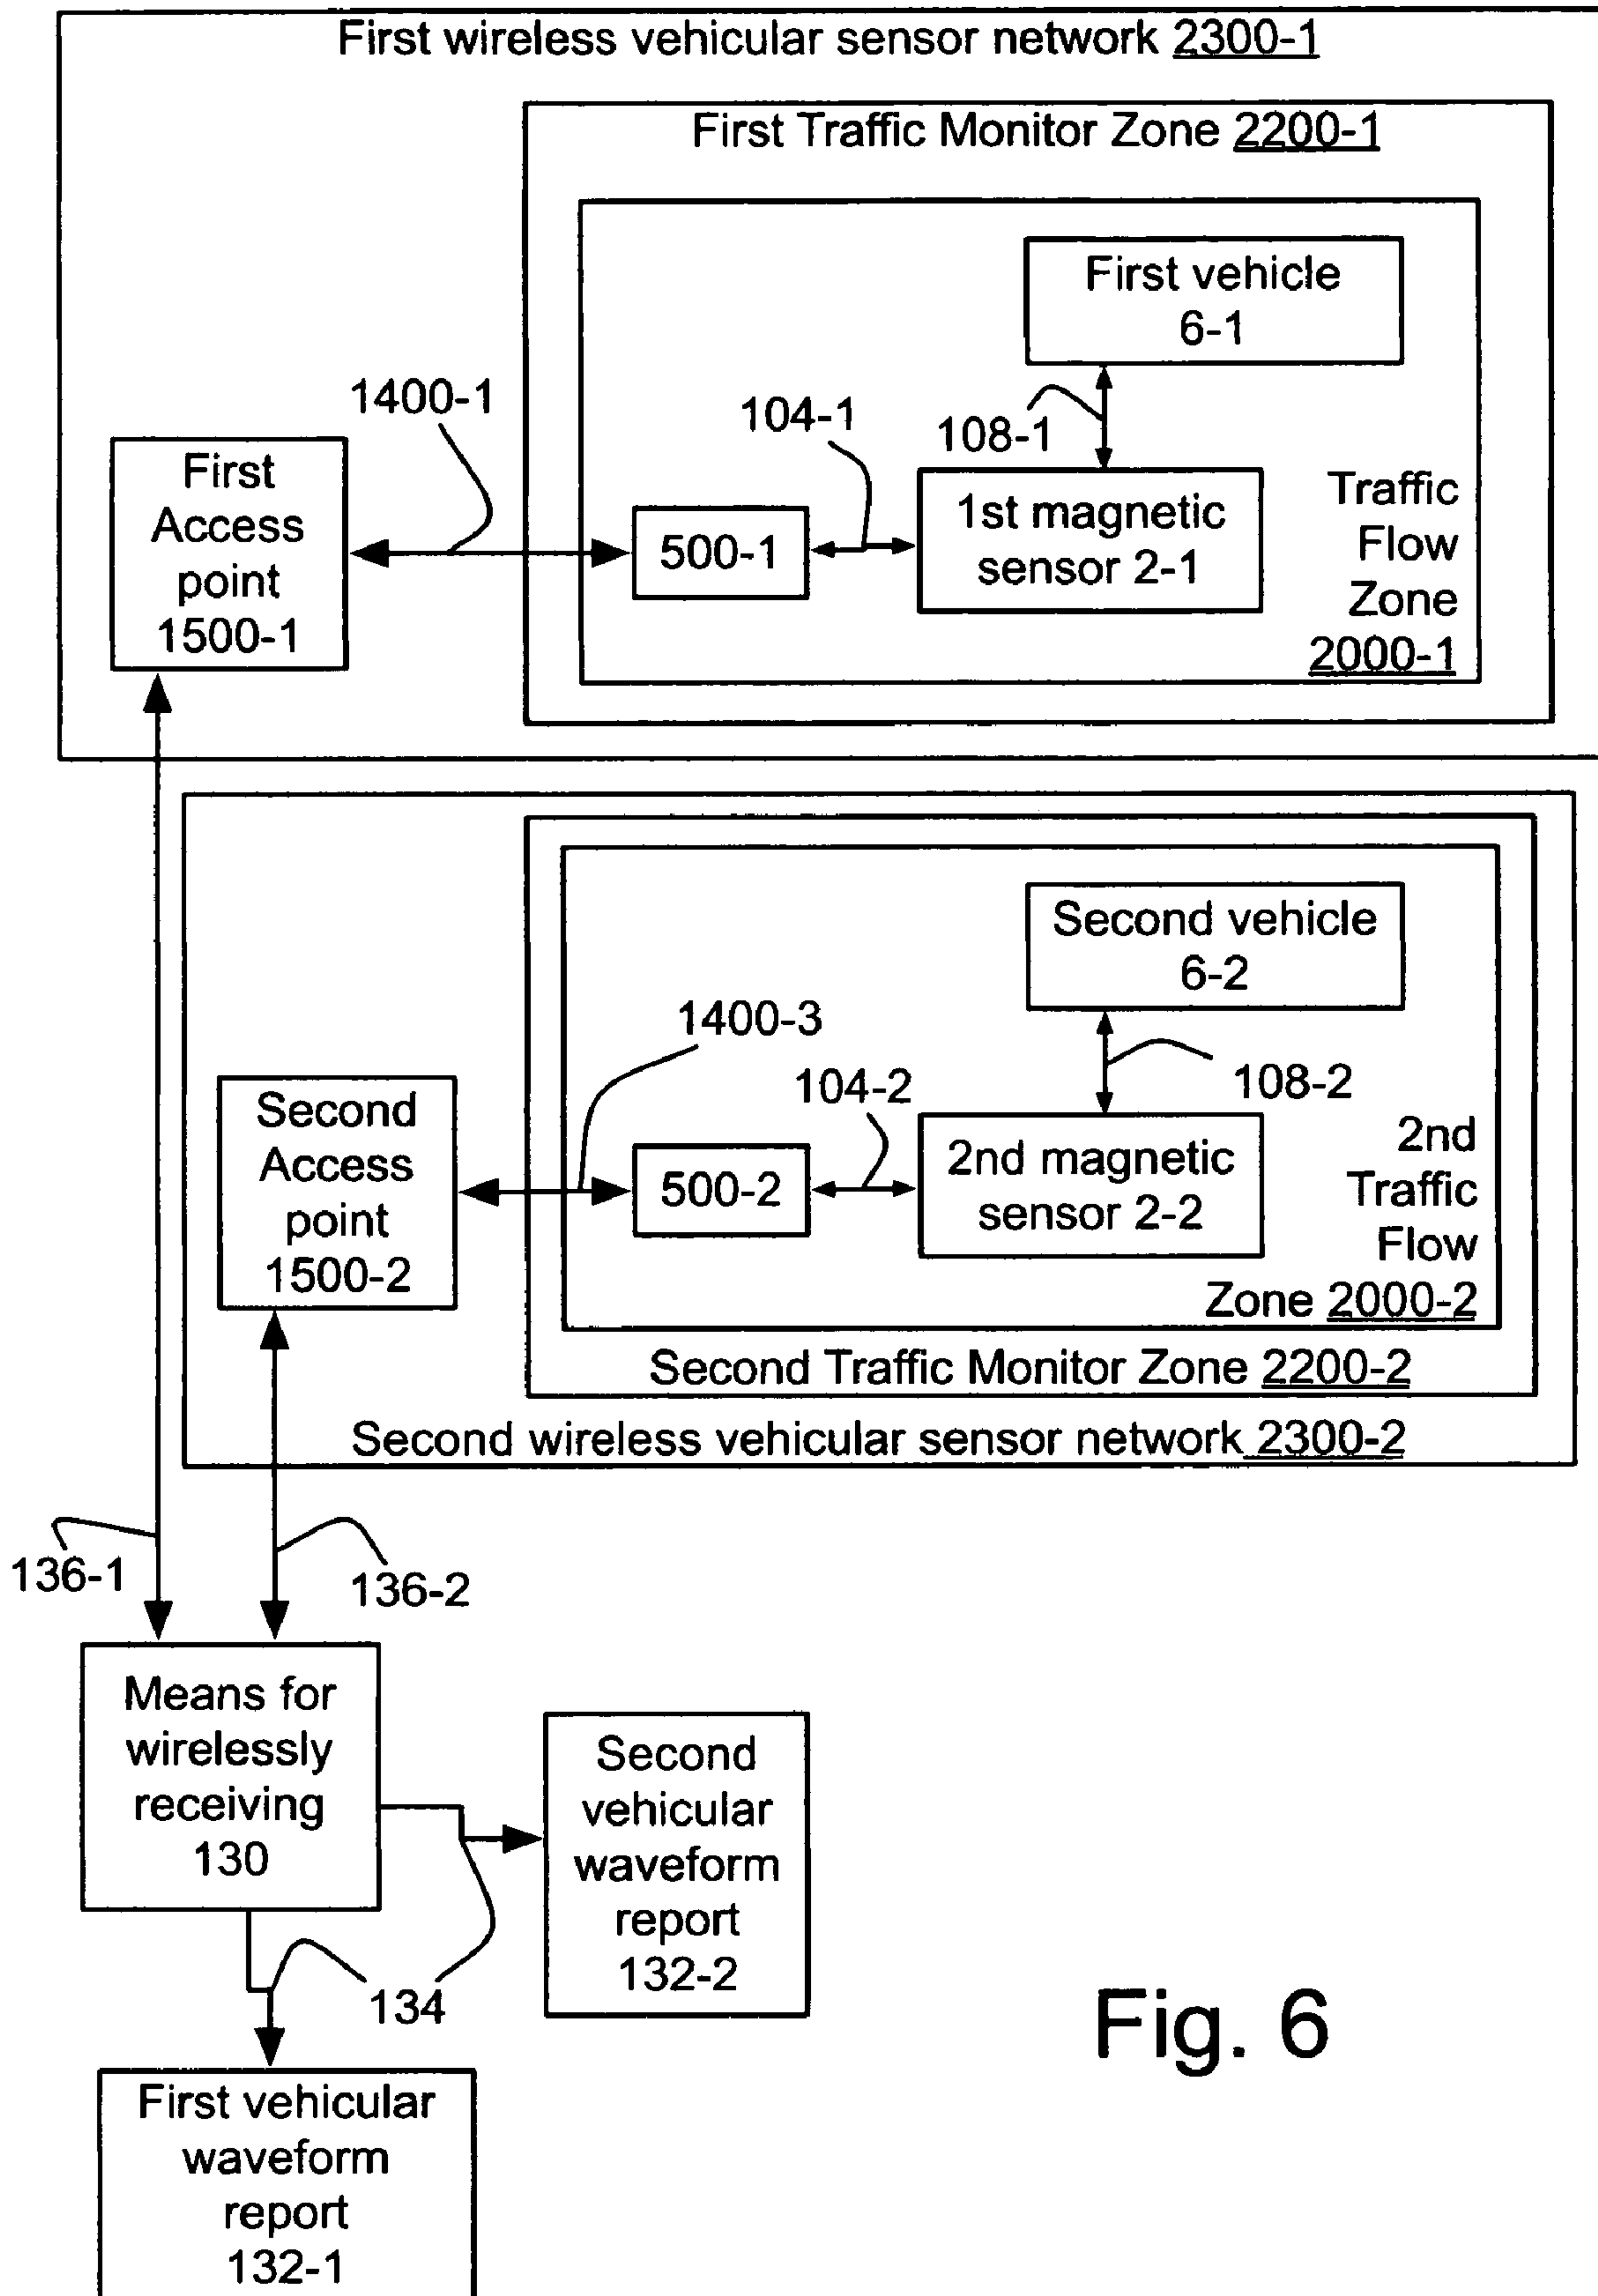 First wireless vehicular sensor network 2300-1
First Traffic Monitor Zone 2200-1
First vehicle
6-1
1400-1
104-1
108-1
First
Access
point
1500-1
500-1
1st magnetic
sensor 2-1
Traffic
Flow
Zone
2000-1
Second vehicle
6-2
1400-3
104-2
108-2
Second
Access
point
1500-2
500-2
2nd magnetic
sensor 2-2
2nd
Traffic
Flow
Zone 2000-2
Second Traffic Monitor Zone 2200-2
Second wireless vehicular sensor network 2300-2
136-1
136-2
Means for
wirelessly
receiving
130
Second
vehicular
waveform
report
132-2
134
First vehicular
waveform
report
132-1
Fig. 6